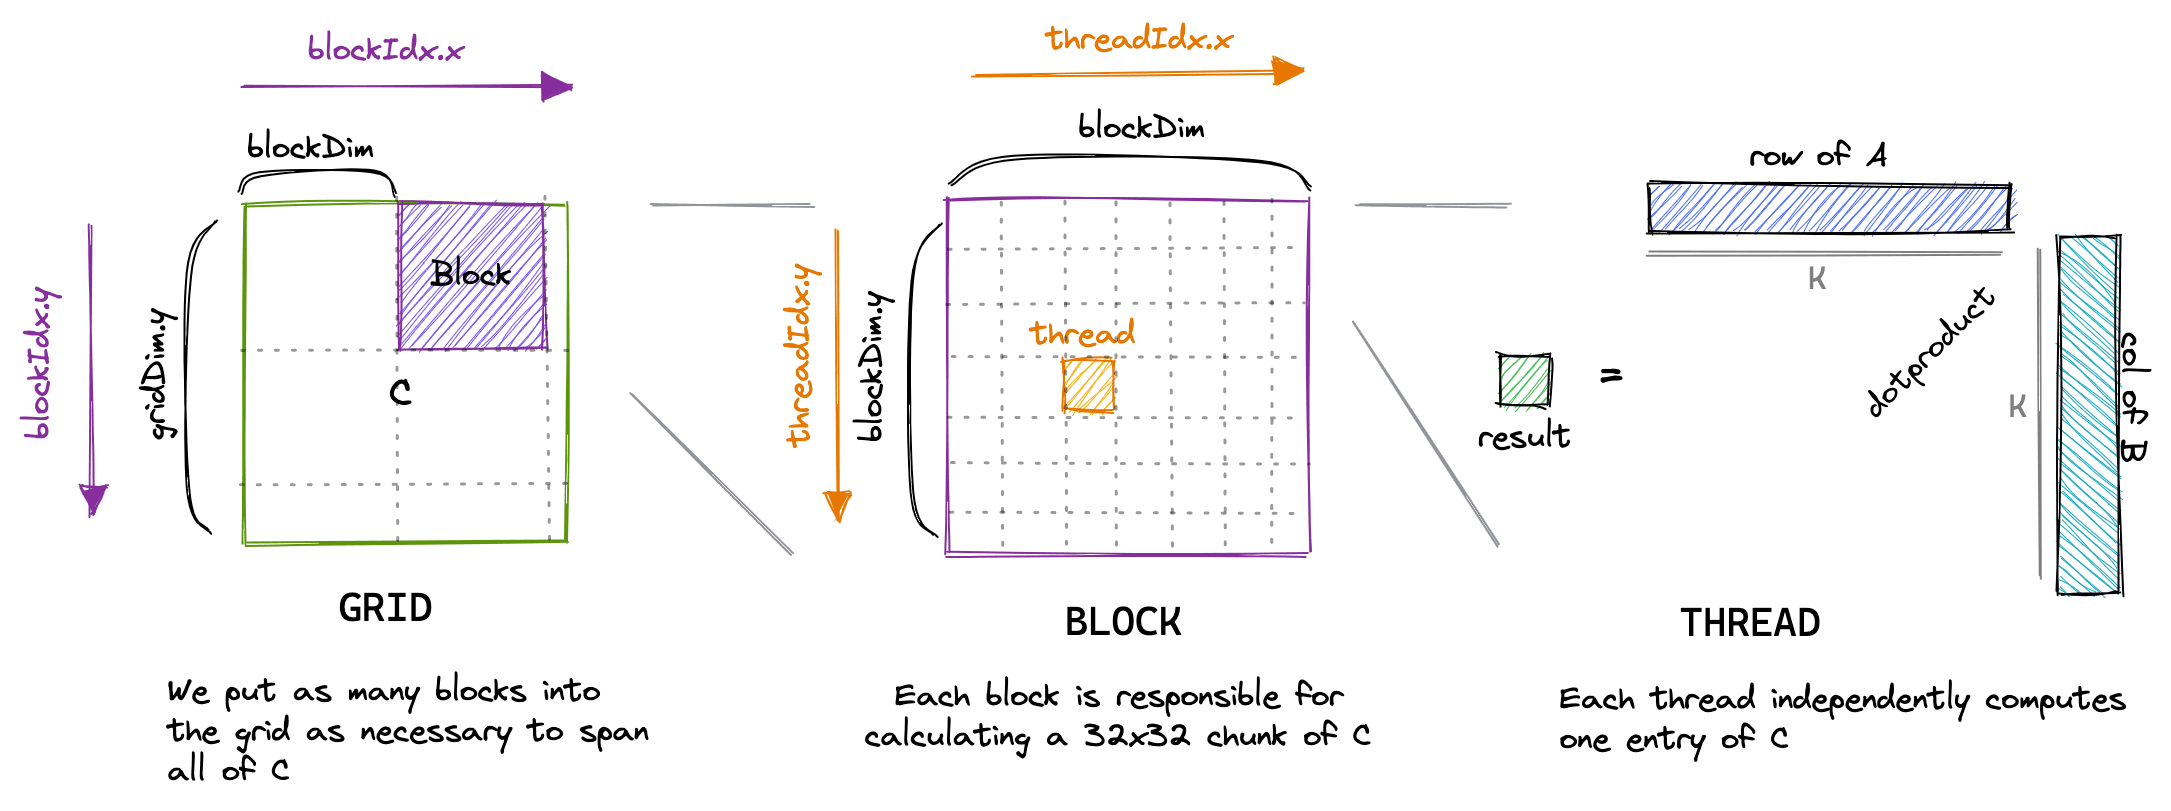 blockIdx.x
blockDim
blockIdx.y
gridDim.y
Block
C
GRID
We put as many blocks into
the grid as necessary to span
all of C
threadIdx.x
blockDim
threadIdx.y
blockDim.y
thread
BLOCK
Each block is responsible for
calculating a 32x32 chunk of C
row of A
K
dotproduct
K
col of B
=
result
THREAD
Each thread independently computes
one entry of C